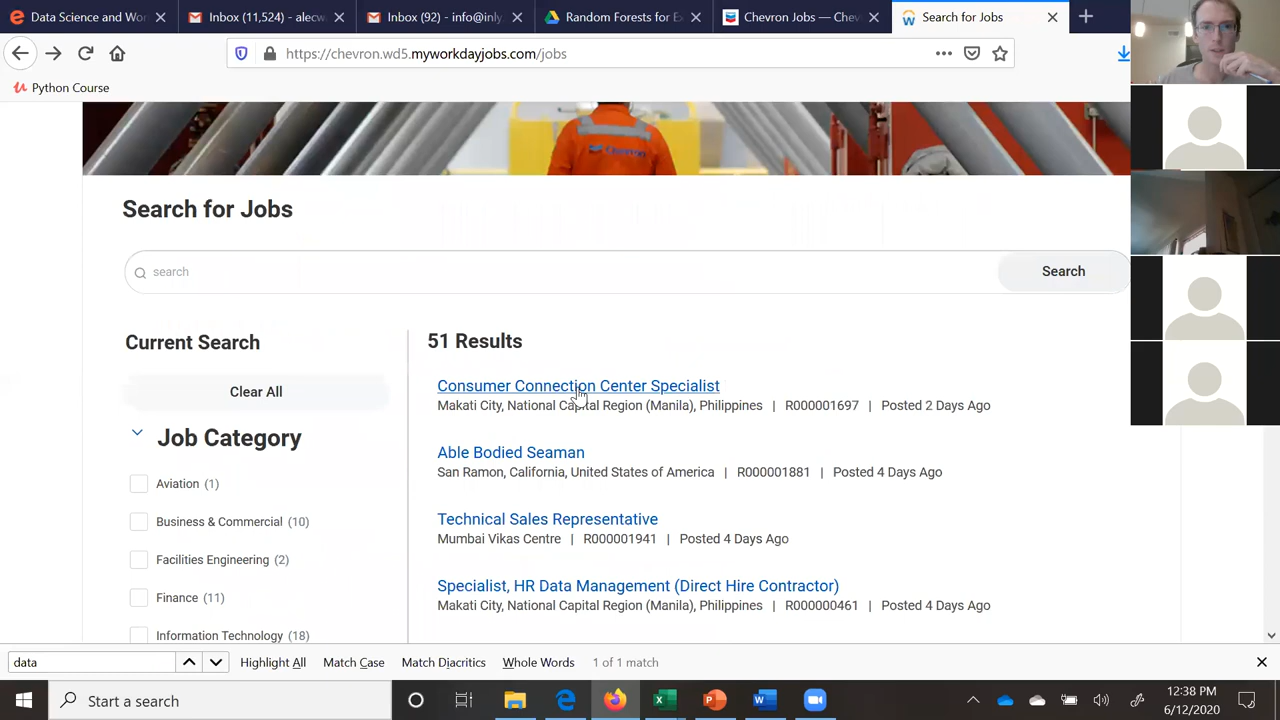 Data Science and Wor
Inbox (11,524) - alecw
Inbox (92) - info@inly
Random Forests for E
Chevron Jobs — Chev
Search for Jobs
https://chevron.wd5.myworkdayjobs.com/jobs
Python Course
Search for Jobs
search
Search
Current Search
51 Results
Clear All
Consumer Connection Center Specialist
Makati City, National Capital Region (Manila), Philippines | R000001697 | Posted 2 Days Ago
Job Category
Able Bodied Seaman
San Ramon, California, United States of America | R000001881 | Posted 4 Days Ago
Aviation (1)
Business & Commercial (10)
Technical Sales Representative
Mumbai Vikas Centre | R000001941 | Posted 4 Days Ago
Facilities Engineering (2)
Specialist, HR Data Management (Direct Hire Contractor)
Makati City, National Capital Region (Manila), Philippines | R000000461 | Posted 4 Days Ago
Finance (11)
Information Technology (18)
data
Highlight All
Match Case
Match Diacritics
Whole Words
1 of 1 match
Start a search
12:38 PM
6/12/2020